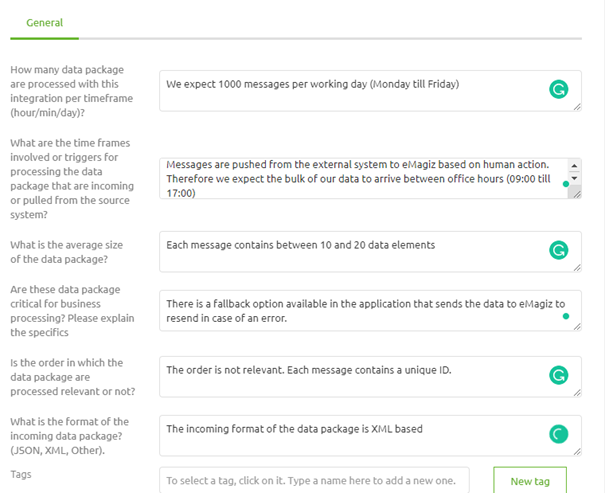 General
How many data package
are processed with this
integration per timeframe
(hour/min/day)?
We expect 1000 messages per working day (Monday till Friday)
What are the time frames
involved or triggers for
processing the data
package that are incoming
or pulled from the source
system?
Messages are pushed from the external system to eMagiz based on human action.
Therefore we expect the bulk of our data to arrive between office hours (09:00 till
17:00)
What is the average size
of the data package?
Each message contains between 10 and 20 data elements
Are these data package
critical for business
processing? Please explain
the specifics
There is a fallback option available in the application that sends the data to eMagiz to
resend in case of an error.
Is the order in which the
data package are
processed relevant or not?
The order is not relevant. Each message contains a unique ID.
What is the format of the
incoming data package?
(JSON, XML, Other).
The incoming format of the data package is XML based
Tags
To select a tag, click on it. Type a name here to add a new one.
New tag